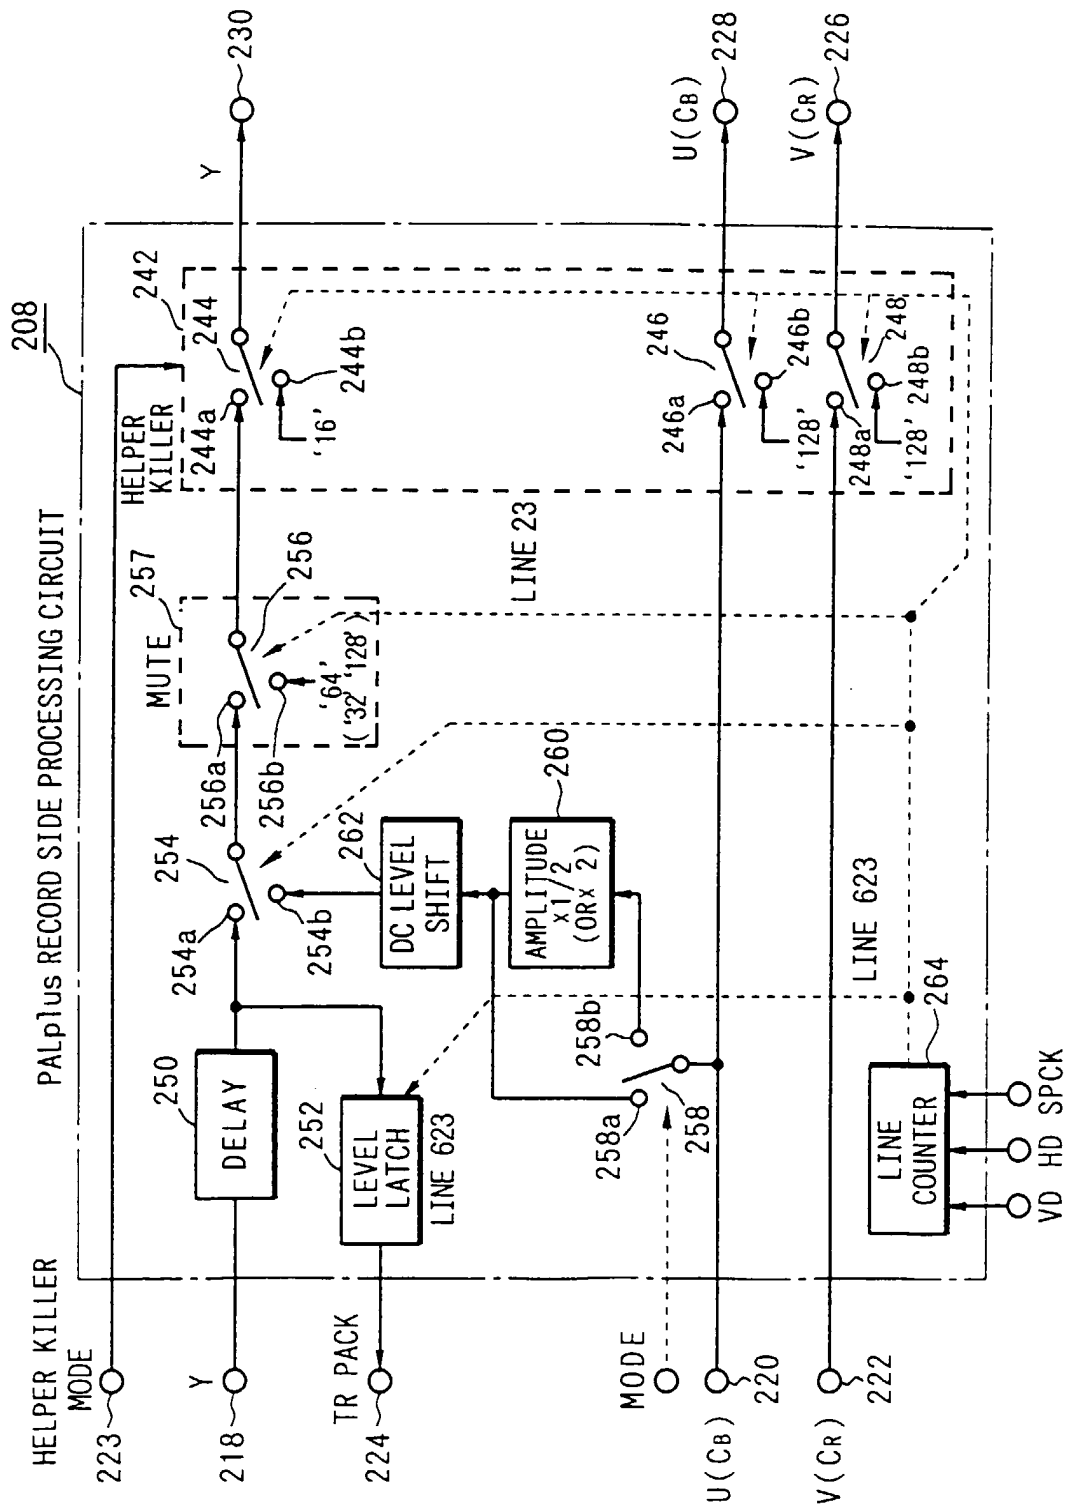 PALplus RECORD SIDE PROCESSING CIRCUIT
208
HELPER KILLER
MODE
223
Y
218
TR PACK
224
MODE
U(CB)
220
V(CR)
222
250
DELAY
252
LEVEL
LATCH
LINE 623
254a
254
254b
262
DC LEVEL
SHIFT
260
AMPLITUDE
x1/2
(ORx 2)
258a
258
258b
LINE 623
264
LINE
COUNTER
VD
HD
SPCK
MUTE
257
256a
256
256b
'64'
('32' '128')
LINE 23
HELPER
KILLER
242
244a
244
244b
'16'
246a
246
246b
'128'
248a
248
248b
'128'
Y
230
U(CB)
228
V(CR)
226